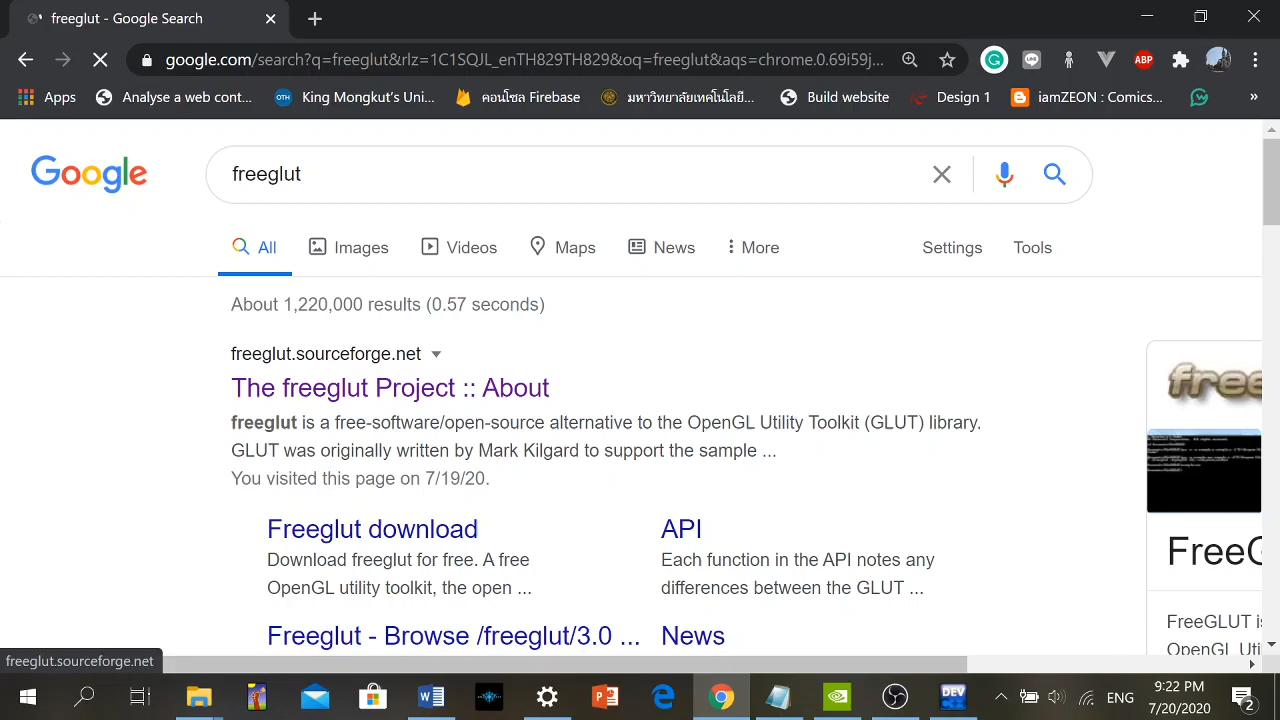 freeglut - Google Search
google.com/search?q=freeglut&rlz=1C1SQJL_enTH829TH829&oq=freeglut&aqs=chrome.0.69i59j...
ABP
Apps
Analyse a web cont...
OTH
King Mongkut's Uni...
คอนโซล Firebase
มหาวิทยาลัยเทคโนโลยี...
Build website
Design 1
iamZEON : Comics...
»
Google
freeglut
All
Images
Videos
Maps
News
More
Settings
Tools
About 1,220,000 results (0.57 seconds)
freeglut.sourceforge.net
The freeglut Project :: About
freeglut is a free-software/open-source alternative to the OpenGL Utility Toolkit (GLUT) library.
GLUT was originally written by Mark Kilgard to support the sample ...
You visited this page on 7/19/20.
Freeglut download
Download freeglut for free. A free
OpenGL utility toolkit, the open ...
API
Each function in the API notes any
differences between the GLUT ...
Freeglut - Browse /freeglut/3.0 ...
News
free
FreeG
FreeGLUT i
OpenGL Uti
freeglut.sourceforge.net
DEV
ENG
9:22 PM
7/20/2020
2